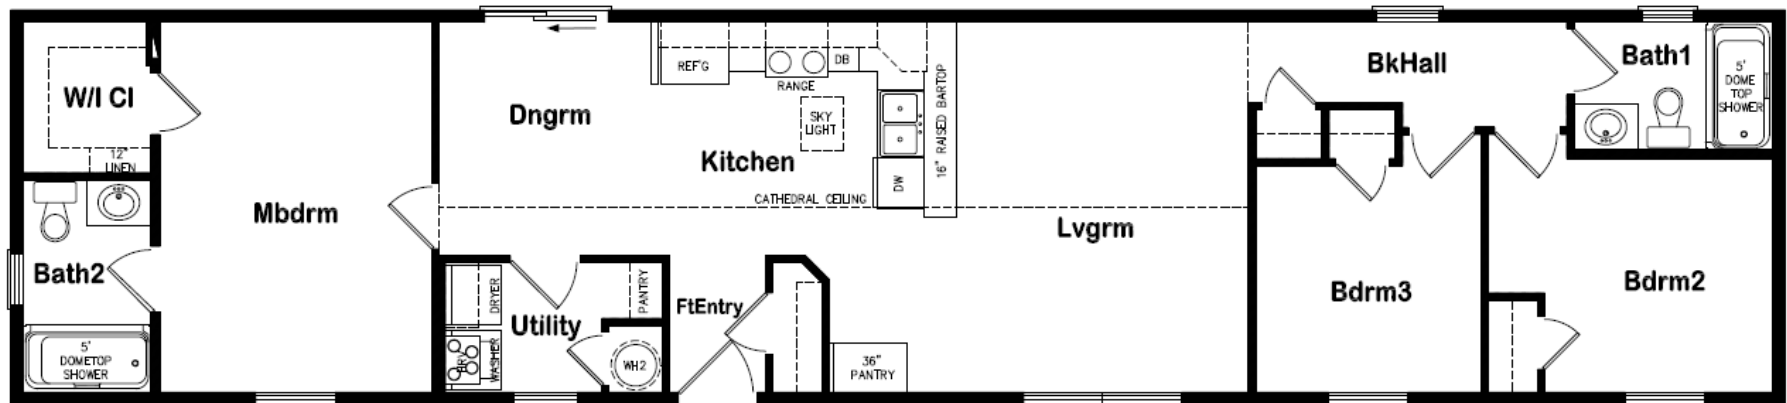 W/I Cl
12"
LINEN
Mbdrm
Bath2
5'
DOMETOP
SHOWER
Dngrm
REF'G
RANGE
DB
SKY
LIGHT
Kitchen
CATHEDRAL CEILING
DW
16" RAISED BARTOP
DRYER
WASHER
Utility
PANTRY
WH2
FtEntry
36"
PANTRY
Lvgrm
BkHall
Bath1
5'
DOME
TOP
SHOWER
Bdrm3
Bdrm2